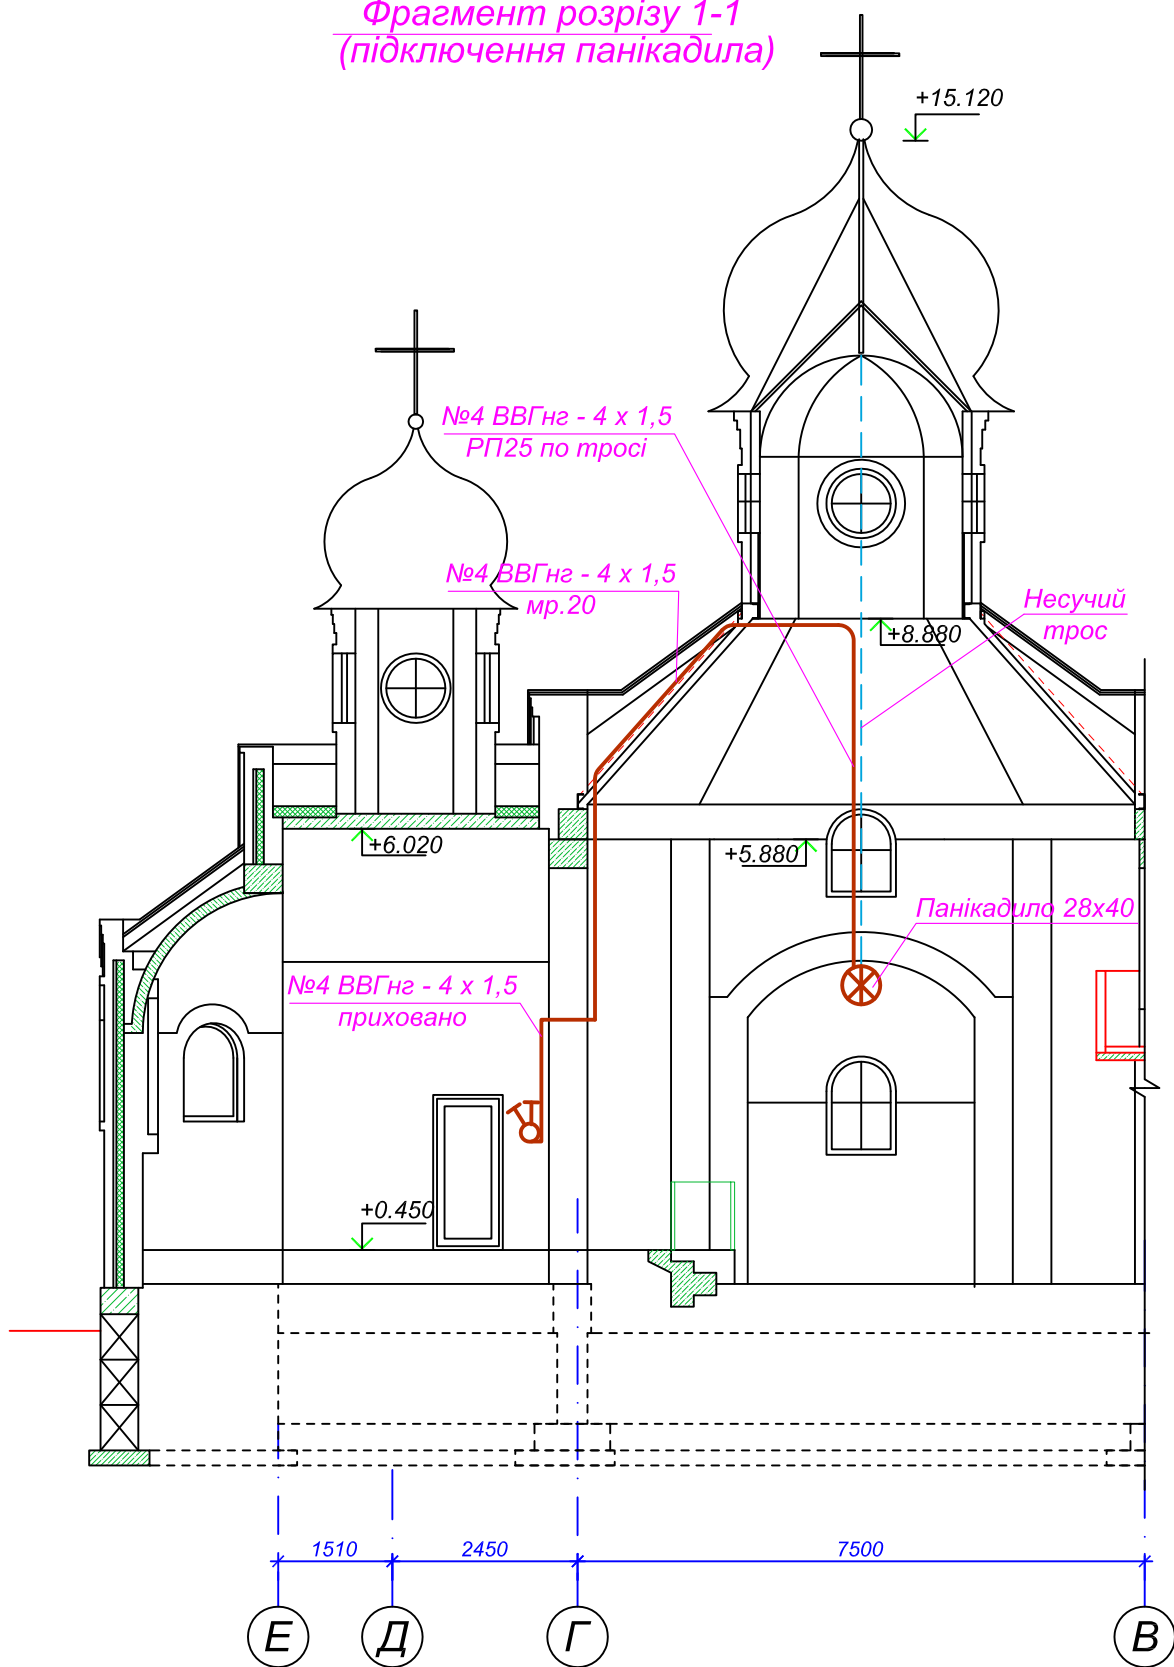 Фрагмент розрізу 1-1
(підключення панікадила)
+15.120
№4 ВВГнг - 4 х 1,5
РП25 по тросі
№4 ВВГнг - 4 х 1,5
мр.20
Несучий
трос
+8.880
+6.020
+5.880
Панікадило 28х40
№4 ВВГнг - 4 х 1,5
приховано
+0.450
1510
2450
7500
Е
Д
Г
В